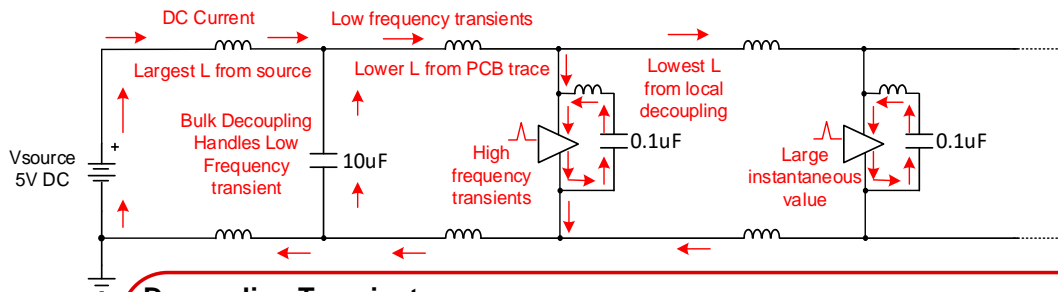 DC Current
Low frequency transients
Largest L from source
Lower L from PCB trace
Lowest L
from local
decoupling
Bulk Decoupling
Handles Low
Frequency
transient
+
Vsource
5V DC
10uF
High
frequency
transients
0.1uF
Large
instantaneous
value
0.1uF